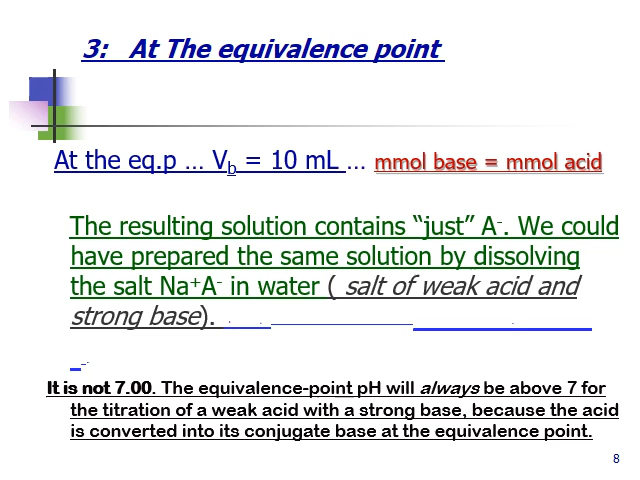 3: At The equivalence point
At the eq.p … Vb = 10 mL … mmol base = mmol acid
The resulting solution contains “just” A-. We could
have prepared the same solution by dissolving
the salt Na+A- in water ( salt of weak acid and
strong base).
It is not 7.00. The equivalence-point pH will always be above 7 for
the titration of a weak acid with a strong base, because the acid
is converted into its conjugate base at the equivalence point.
8